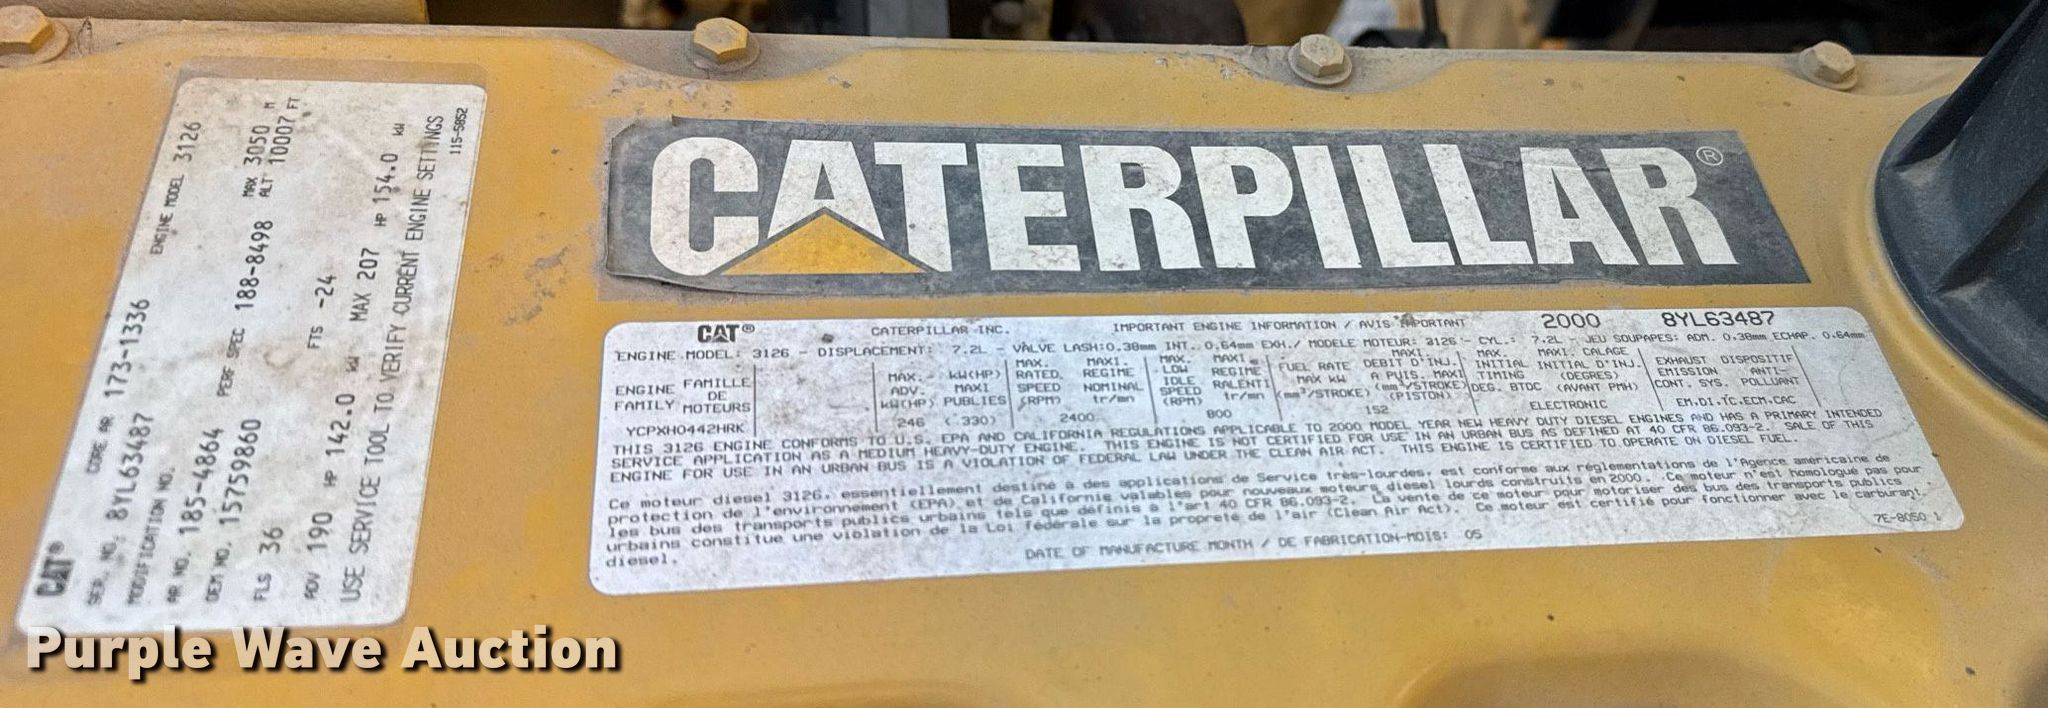 CAT®
SER. NO. 8YL63487 CORE AR 173-1336 ENGINE MODEL 3126
MODIFICATION NO.
AR NO. 185-4864 PERF SPEC 188-8498 MAX 3050 M
OEM NO. 15759860 ALT 10007 FT
FLS 36 FTS -24
ADV 190 HP 142.0 kW MAX 207 HP 154.0 kW
USE SERVICE TOOL TO VERIFY CURRENT ENGINE SETTINGS
115-5852
CATERPILLAR®
CAT® CATERPILLAR INC. IMPORTANT ENGINE INFORMATION / AVIS IMPORTANT 2000 8YL63487
ENGINE MODEL: 3126 - DISPLACEMENT: 7.2L - VALVE LASH:0.38mm INT. 0.64mm EXH./ MODELE MOTEUR: 3126 - CYL.: 7.2L - JEU SOUPAPES: ADM. 0.38mm ECHAP. 0.64mm
ENGINE FAMILY
FAMILLE DE MOTEURS
MAX. ADV. kW(HP)
kW(HP) MAXI PUBLIES
MAX. RATED SPEED (RPM)
MAXI. REGIME NOMINAL tr/mn
MAX. LOW IDLE SPEED (RPM)
MAXI REGIME RALENTI tr/mn
FUEL RATE MAX kW (mm³/STROKE)
MAXI. DEBIT D'INJ. A PUIS. MAXI (mm³/STROKE) (PISTON)
MAX. INITIAL TIMING DEG. BTDC
MAXI. CALAGE INITIAL D'INJ. (DEGRES) (AVANT PMH)
EXHAUST EMISSION CONT. SYS.
DISPOSITIF ANTI-POLLUANT
YCPXH0442HRK 246 (330) 2400 800 152 ELECTRONIC EM.DI.TC.ECM.CAC
THIS 3126 ENGINE CONFORMS TO U.S. EPA AND CALIFORNIA REGULATIONS APPLICABLE TO 2000 MODEL YEAR NEW HEAVY DUTY DIESEL ENGINES AND HAS A PRIMARY INTENDED
SERVICE APPLICATION AS A MEDIUM HEAVY-DUTY ENGINE. THIS ENGINE IS NOT CERTIFIED FOR USE IN AN URBAN BUS AS DEFINED AT 40 CFR 86.093-2. SALE OF THIS
ENGINE FOR USE IN AN URBAN BUS IS A VIOLATION OF FEDERAL LAW UNDER THE CLEAN AIR ACT. THIS ENGINE IS CERTIFIED TO OPERATE ON DIESEL FUEL.
Ce moteur diesel 3126, essentiellement destiné à des applications de Service très-lourdes, est conforme aux réglementations de l'Agence américaine de
protection de l'environnement (EPA) et de Californie valables pour nouveaux moteurs diesel lourds construits en 2000. Ce moteur n'est homologué pas pour
les bus des transports publics urbains tels que définis à l'art 40 CFR 86.093-2. La vente de ce moteur pour motoriser des bus des transports publics
urbains constitue une violation de la Loi fédérale sur la propreté de l'air (Clean Air Act). Ce moteur est certifié pour fonctionner avec le carburant
diesel.
DATE OF MANUFACTURE MONTH / DE FABRICATION-MOIS: 05
7E-8050 1
Purple Wave Auction